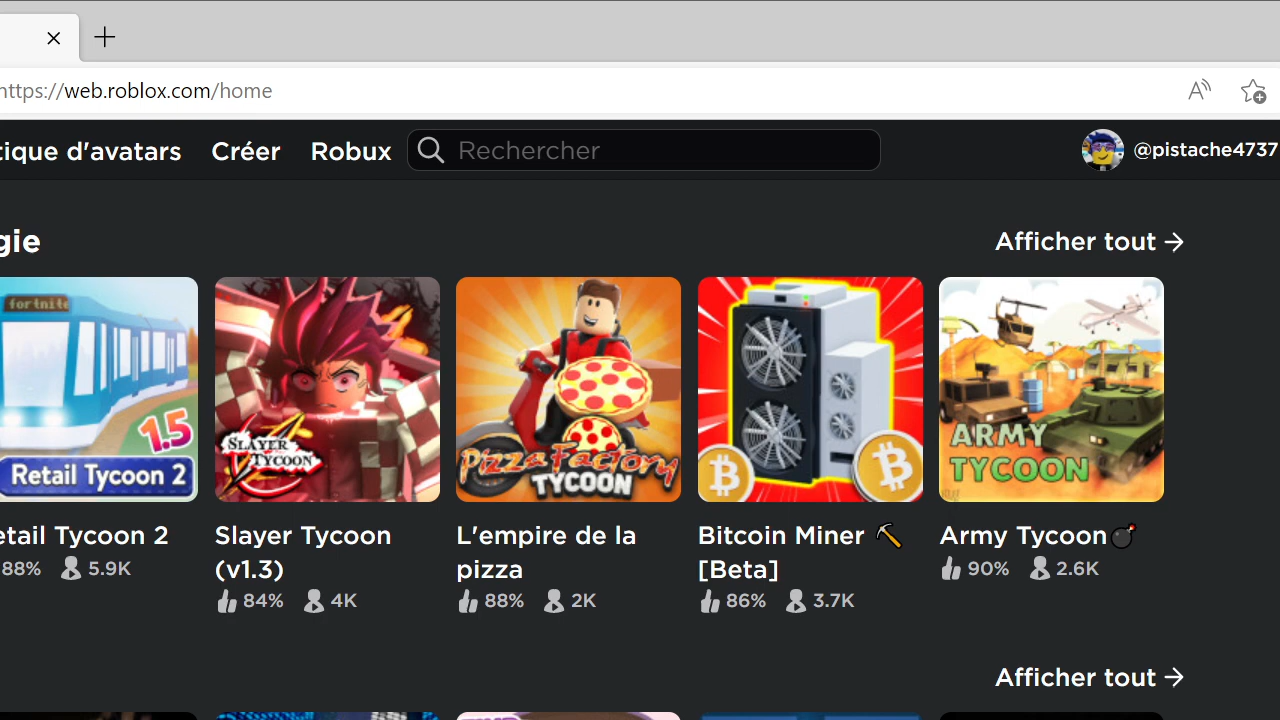 https://web.roblox.com/home
tique d'avatars Créer Robux Rechercher @pistache4737
gie Afficher tout →
fortnite
1.5
Retail Tycoon 2
SLAYER TYCOON
Pizza Factory TYCOON
ARMY TYCOON
etail Tycoon 2
88% 5.9K
Slayer Tycoon
(v1.3)
84% 4K
L'empire de la
pizza
88% 2K
Bitcoin Miner ⛏️
[Beta]
86% 3.7K
Army Tycoon💣
90% 2.6K
Afficher tout →